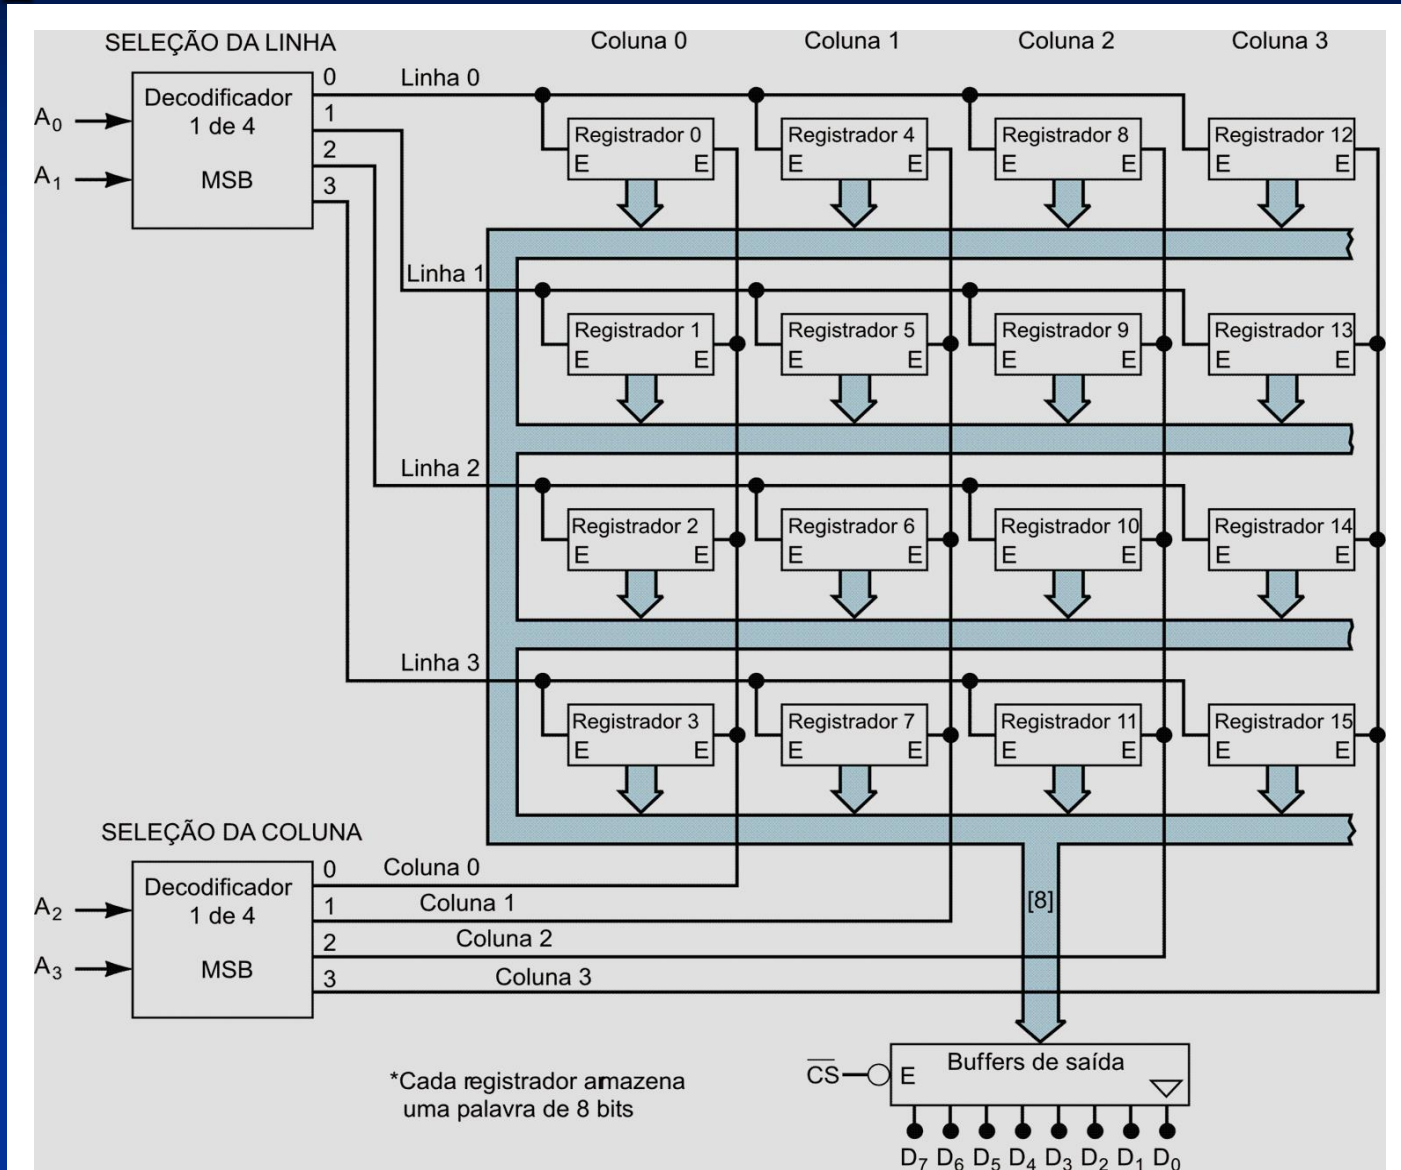 SELEÇÃO DA LINHA
Coluna 0 Coluna 1 Coluna 2 Coluna 3
A0
A1
Decodificador
1 de 4
MSB
0
1
2
3
Linha 0
Registrador 0
E E
Registrador 4
E E
Registrador 8
E E
Registrador 12
E E
Linha 1
Registrador 1
E E
Registrador 5
E E
Registrador 9
E E
Registrador 13
E E
Linha 2
Registrador 2
E E
Registrador 6
E E
Registrador 10
E E
Registrador 14
E E
Linha 3
Registrador 3
E E
Registrador 7
E E
Registrador 11
E E
Registrador 15
E E
SELEÇÃO DA COLUNA
A2
A3
Decodificador
1 de 4
MSB
0
1
2
3
Coluna 0
Coluna 1
Coluna 2
Coluna 3
[8]
*Cada registrador armazena
uma palavra de 8 bits
C̅S̅
E
Buffers de saída
D7 D6 D5 D4 D3 D2 D1 D0